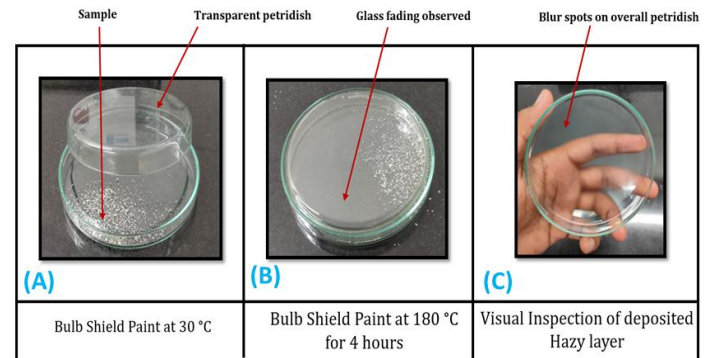 Sample
Transparent petridish
Glass fading observed
Blur spots on overall petridish
(A)
(B)
(C)
Bulb Shield Paint at 30 °C
Bulb Shield Paint at 180 °C
for 4 hours
Visual Inspection of deposited
Hazy layer